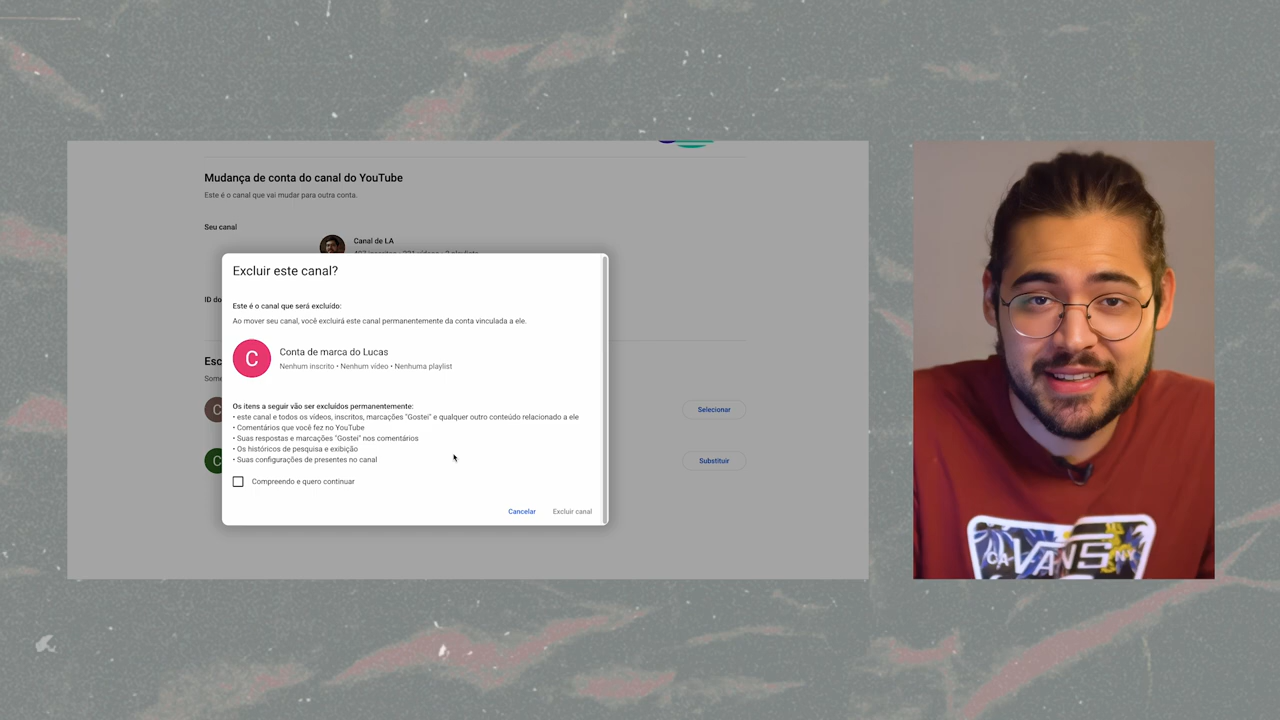 Mudança de conta do canal do YouTube
Este é o canal que vai mudar para outra conta.
Seu canal
Canal de LA
ID do
Excluir este canal?
Este é o canal que será excluído:
Ao mover seu canal, você excluirá este canal permanentemente da conta vinculada a ele.
C
Conta de marca do Lucas
Nenhum inscrito • Nenhum vídeo • Nenhuma playlist
Os itens a seguir vão ser excluídos permanentemente:
• este canal e todos os vídeos, inscritos, marcações "Gostei" e qualquer outro conteúdo relacionado a ele
• Comentários que você fez no YouTube
• Suas respostas e marcações "Gostei" nos comentários
• Os históricos de pesquisa e exibição
• Suas configurações de presentes no canal
Compreendo e quero continuar
Cancelar Excluir canal
Esc
Some
C
Selecionar
C
Substituir
CA VANS NY